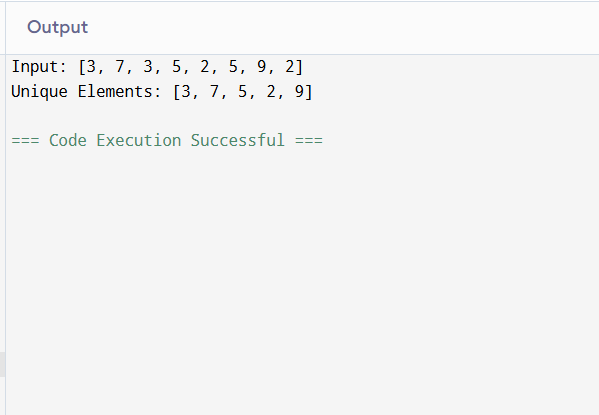 Output
Input: [3, 7, 3, 5, 2, 5, 9, 2]
Unique Elements: [3, 7, 5, 2, 9]
=== Code Execution Successful ===